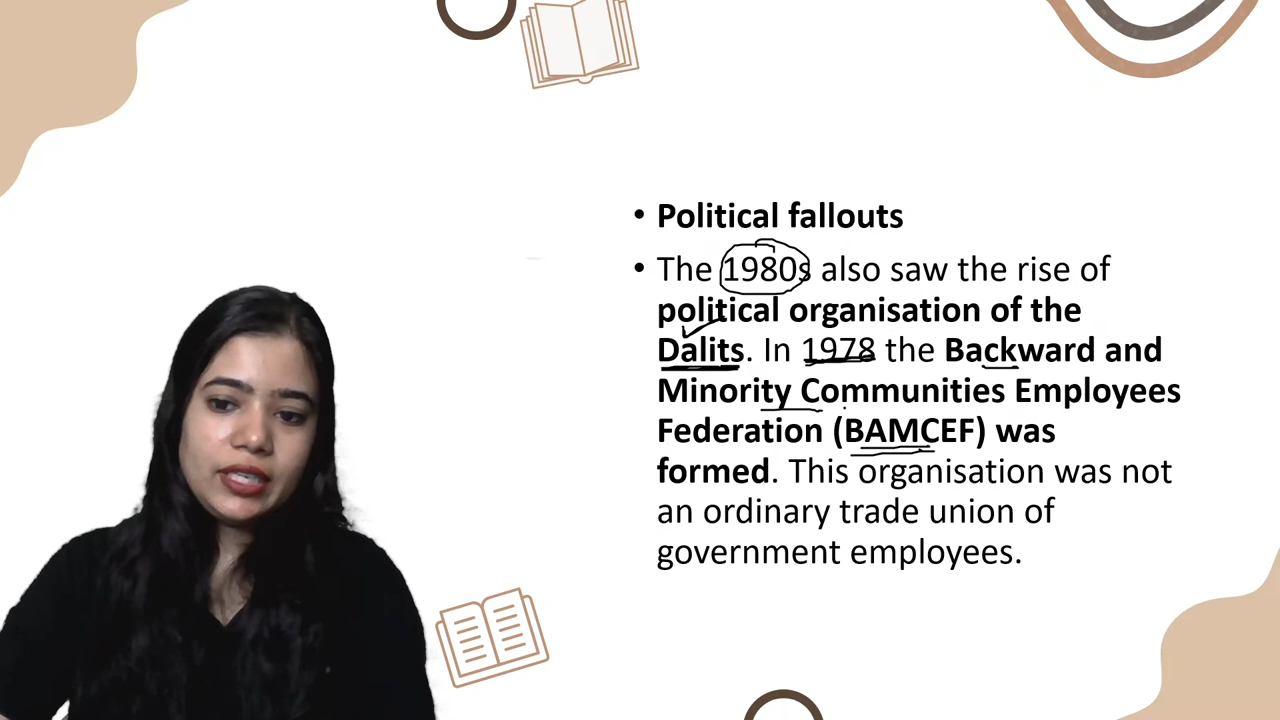 • Political fallouts
• The 1980s also saw the rise of
political organisation of the
Dalits. In 1978 the Backward and
Minority Communities Employees
Federation (BAMCEF) was
formed. This organisation was not
an ordinary trade union of
government employees.